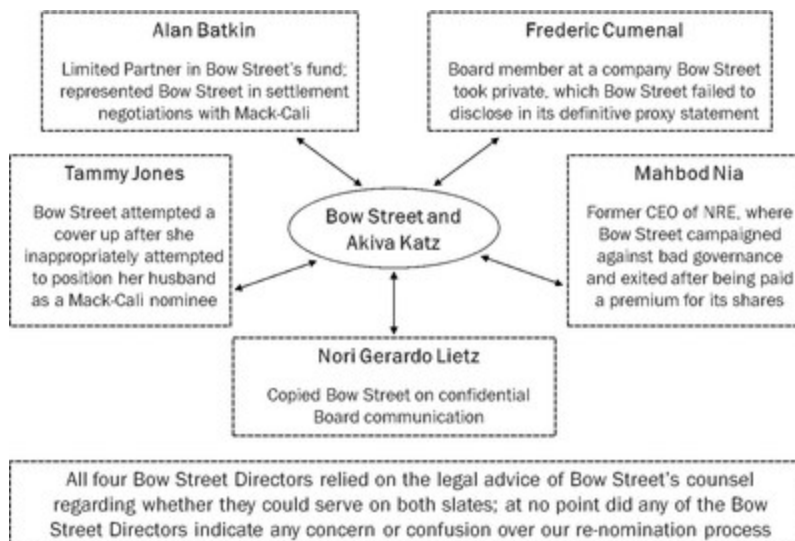 Alan Batkin
Limited Partner in Bow Street's fund;
represented Bow Street in settlement
negotiations with Mack-Cali
Frederic Cumenal
Board member at a company Bow Street
took private, which Bow Street failed to
disclose in its definitive proxy statement
Tammy Jones
Bow Street attempted a
cover up after she
inappropriately attempted
to position her husband
as a Mack-Cali nominee
Bow Street and
Akiva Katz
Mahbod Nia
Former CEO of NRE, where
Bow Street campaigned
against bad governance
and exited after being paid
a premium for its shares
Nori Gerardo Lietz
Copied Bow Street on confidential
Board communication
All four Bow Street Directors relied on the legal advice of Bow Street's counsel
regarding whether they could serve on both slates; at no point did any of the Bow
Street Directors indicate any concern or confusion over our re-nomination process